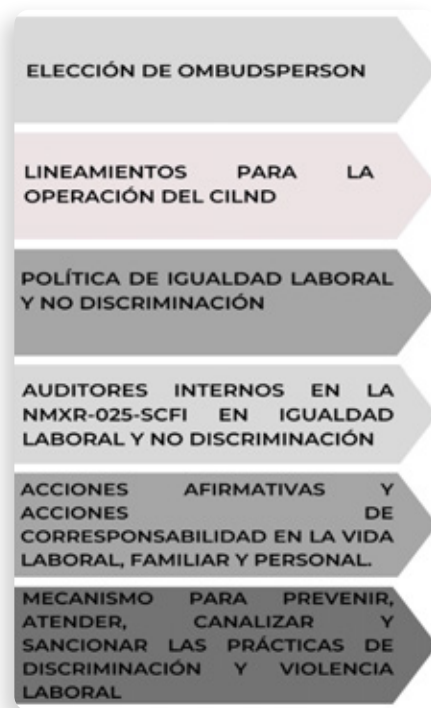 ELECCIÓN DE OMBUDSPERSON
LINEAMIENTOS PARA LA
OPERACIÓN DEL CILND
POLÍTICA DE IGUALDAD LABORAL
Y NO DISCRIMINACIÓN
AUDITORES INTERNOS EN LA
NMXR-025-SCFI EN IGUALDAD
LABORAL Y NO DISCRIMINACIÓN
ACCIONES AFIRMATIVAS Y
ACCIONES DE
CORRESPONSABILIDAD EN LA VIDA
LABORAL, FAMILIAR Y PERSONAL.
MECANISMO PARA PREVENIR,
ATENDER, CANALIZAR Y
SANCIONAR LAS PRÁCTICAS DE
DISCRIMINACIÓN Y VIOLENCIA
LABORAL